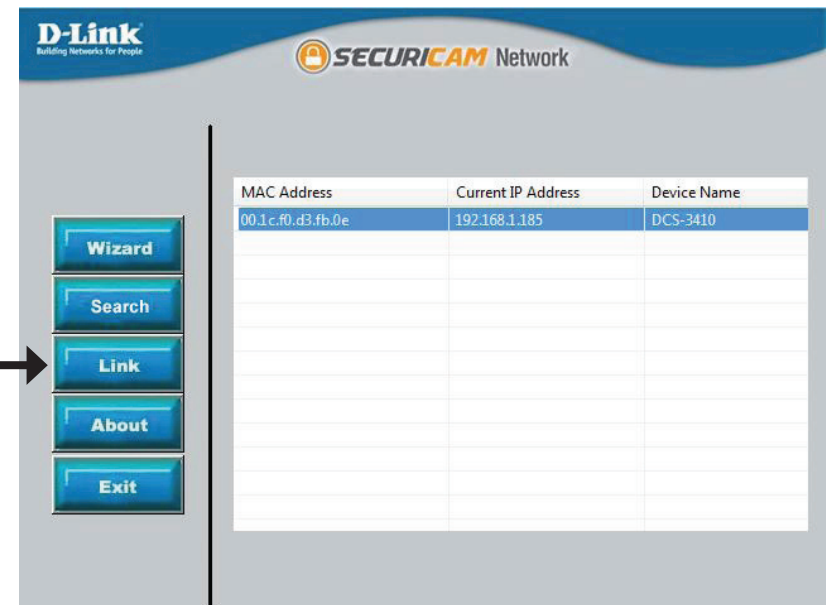 D-Link
Building Networks for People
SECURICAM Network
MAC Address Current IP Address Device Name
00.1c.f0.d3.fb.0e 192.168.1.185 DCS-3410
Wizard
Search
Link
About
Exit